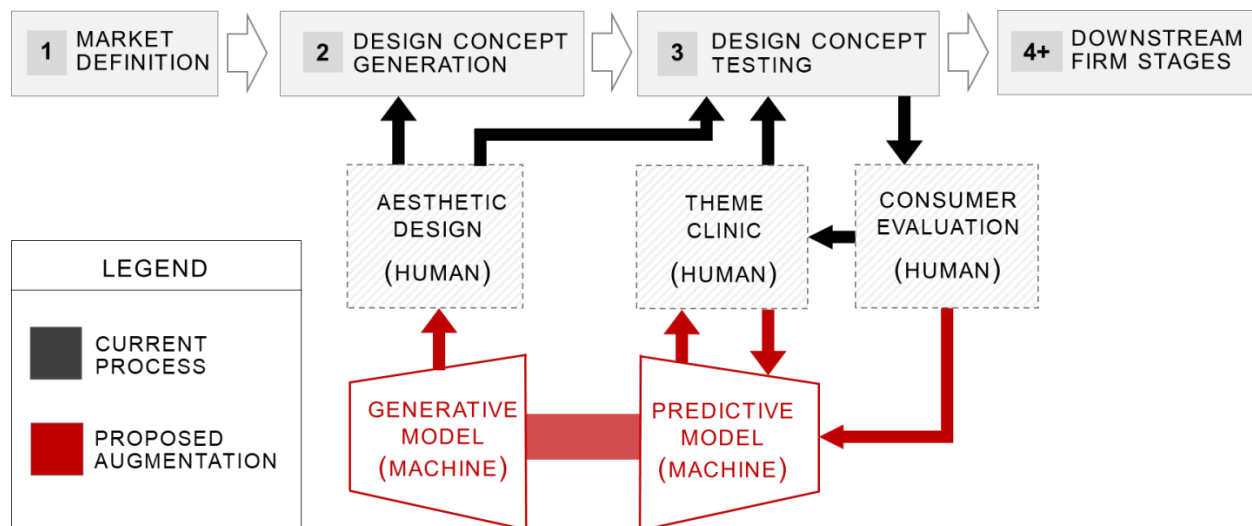 1
MARKET
DEFINITION
2
DESIGN CONCEPT
GENERATION
3
DESIGN CONCEPT
TESTING
4+
DOWNSTREAM
FIRM STAGES
AESTHETIC
DESIGN
(HUMAN)
THEME
CLINIC
(HUMAN)
CONSUMER
EVALUATION
(HUMAN)
LEGEND
CURRENT
PROCESS
PROPOSED
AUGMENTATION
GENERATIVE
MODEL
(MACHINE)
PREDICTIVE
MODEL
(MACHINE)